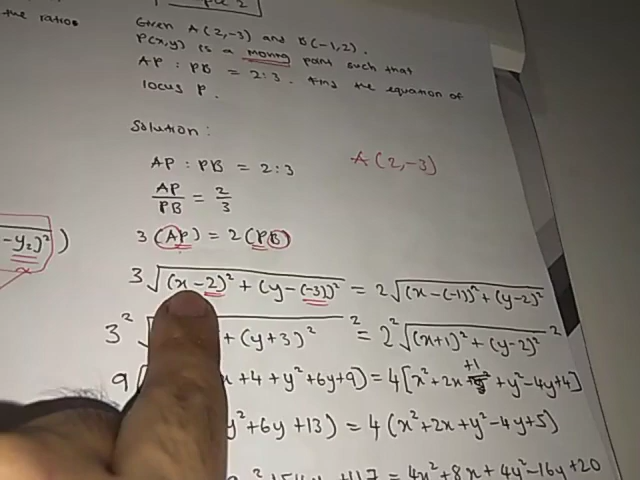 the ratio
Given A(2,-3) and B(-1,2).
P(x,y) is a moving point such that
AP : PB = 2:3. Find the equation of
locus P.
Solution:
AP : PB = 2:3
A(2,-3)
AP/PB = 2/3
3(AP) = 2(PB)
-y₂)²)
3√((x-2)² + (y-(-3))²) = 2√((x-(-1))² + (y-2)²)
3² √ + (y+3)² ² = 2² √((x+1)² + (y-2)²) ²
9[ x + 4 + y² + 6y + 9) = 4[x² + 2x +1 + y² - 4y + 4]
y² + 6y + 13) = 4(x² + 2x + y² - 4y + 5)
= 4x² + 8x + 4y² - 16y + 20